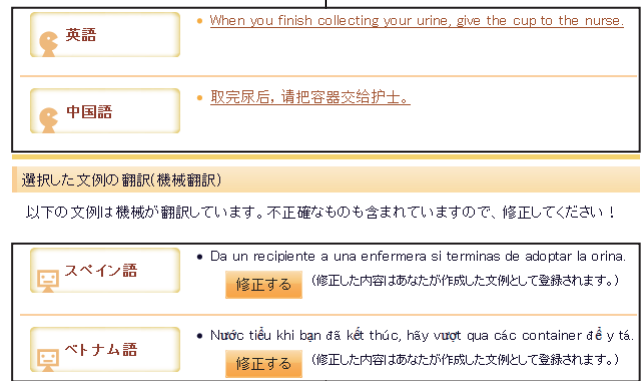 英語
• When you finish collecting your urine, give the cup to the nurse.
中国語
• 取完尿后, 请把容器交给护士。
選択した文例の翻訳(機械翻訳)
以下の文例は機械が翻訳しています。不正確なものも含まれていますので、修正してください！
スペイン語
• Da un recipiente a una enfermera si terminas de adoptar la orina.
修正する (修正した内容はあなたが作成した文例として登録されます。)
ベトナム語
• Nước tiểu khi bạn đã kết thúc, hãy vượt qua các container để y tá.
修正する (修正した内容はあなたが作成した文例として登録されます。)